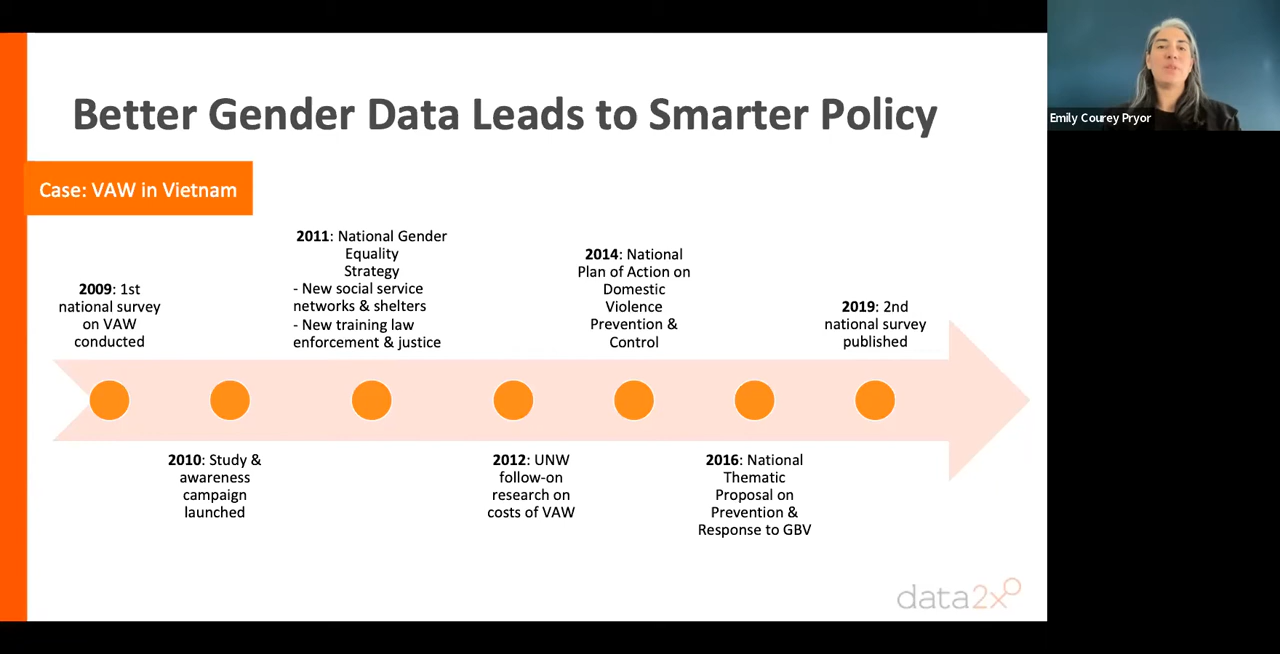 Better Gender Data Leads to Smarter Policy
Emily Courey Pryor
Case: VAW in Vietnam
2009: 1st
national survey
on VAW
conducted
2010: Study &
awareness
campaign
launched
2011: National Gender
Equality
Strategy
- New social service
networks & shelters
- New training law
enforcement & justice
2012: UNW
follow-on
research on
costs of VAW
2014: National
Plan of Action on
Domestic
Violence
Prevention &
Control
2016: National
Thematic
Proposal on
Prevention &
Response to GBV
2019: 2nd
national survey
published
data2x